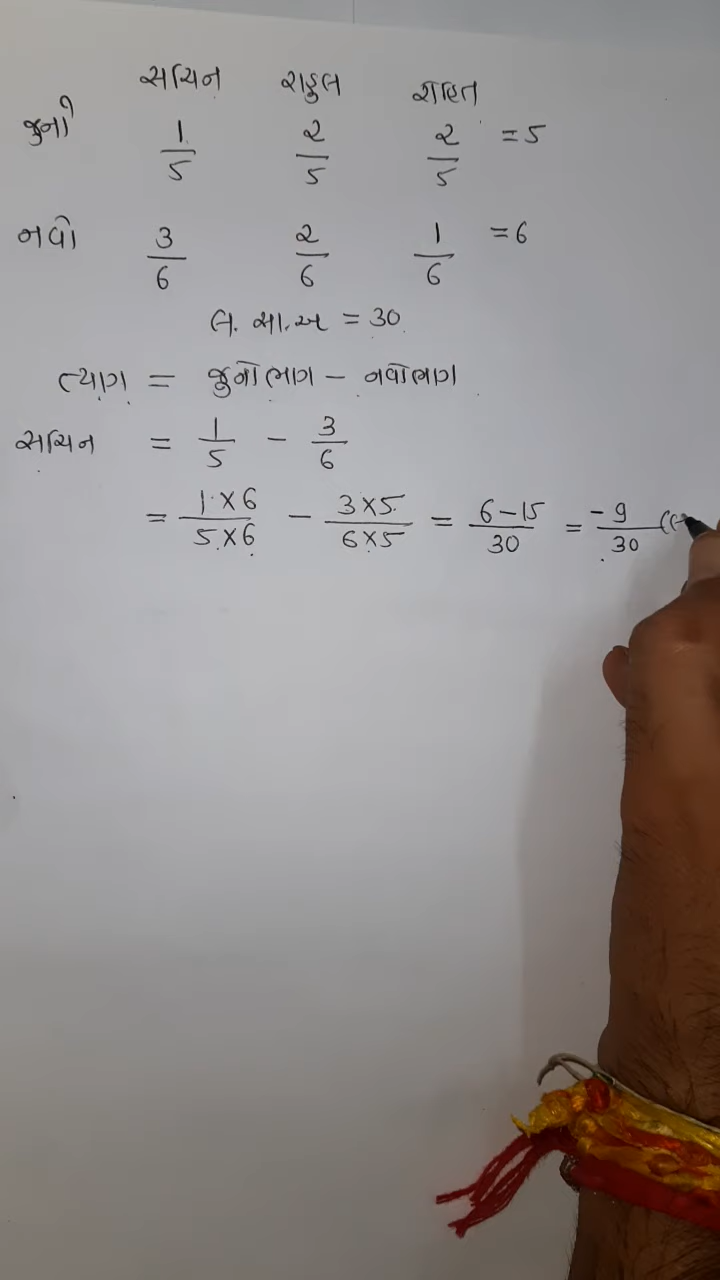 સચિન રાહુલ રાહત
જુનો 1/5 2/5 2/5 = 5
નવો 3/6 2/6 1/6 = 6
લ. સા.અ = 30
ત્યાગ = જુનોભાગ - નવોભાગ
સચિન = 1/5 - 3/6
= 1×6/5×6 - 3×5/6×5 = 6-15/30 = -9/30